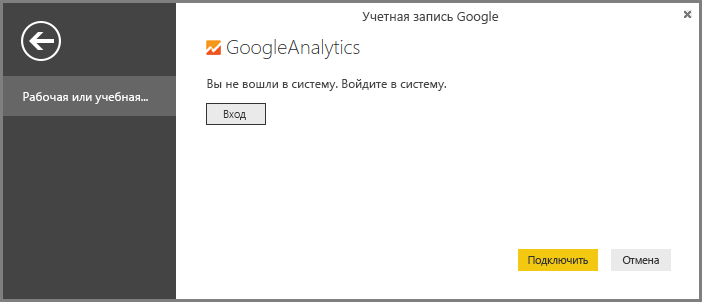 Учетная запись Google
GoogleAnalytics
Рабочая или учебная...
Вы не вошли в систему. Войдите в систему.
Вход
Подключить
Отмена